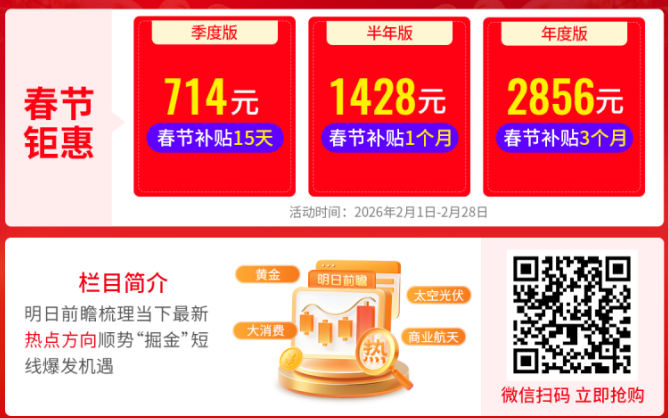 春节
钜惠
季度版
714元
春节补贴15天
半年版
1428元
春节补贴1个月
年度版
2856元
春节补贴3个月
活动时间：2026年2月1日-2月28日
栏目简介
明日前瞻梳理当下最新
热点方向顺势“掘金”短
线爆发机遇
黄金
明日前瞻
太空光伏
大消费
商业航天
热
微信扫码 立即抢购